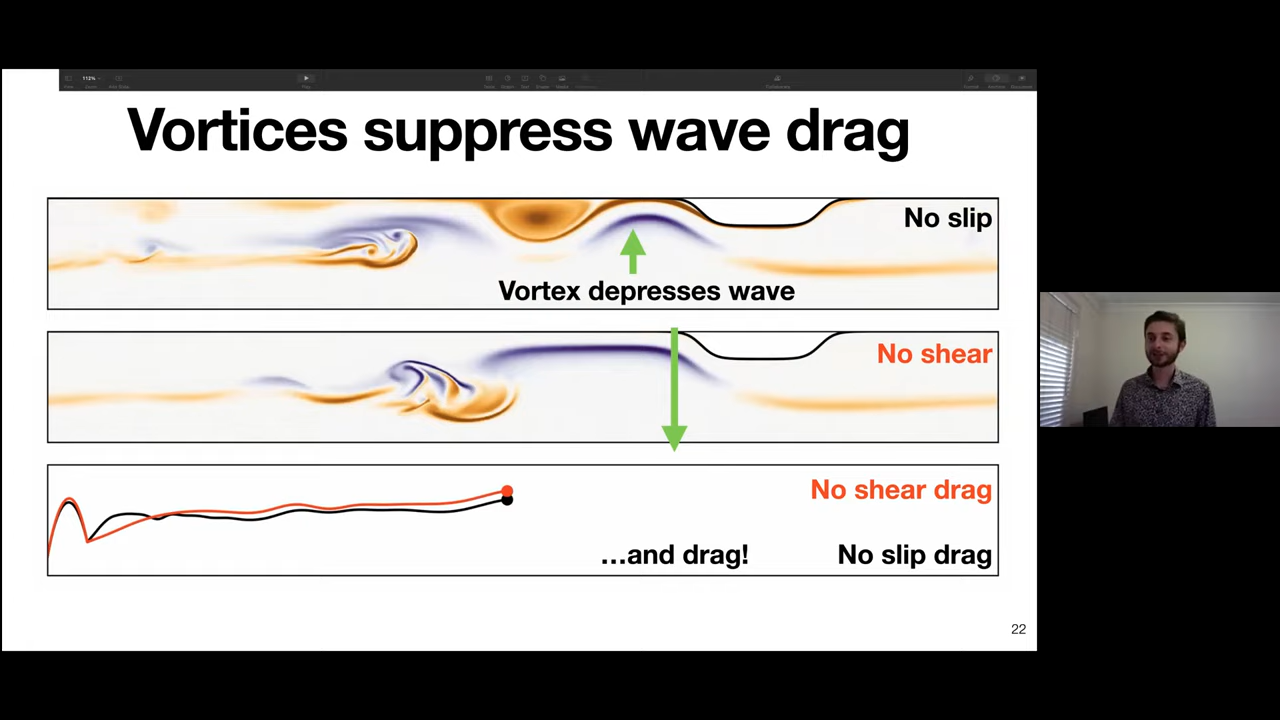 112%
Vortices suppress wave drag
No slip
Vortex depresses wave
No shear
No shear drag
...and drag!
No slip drag
22